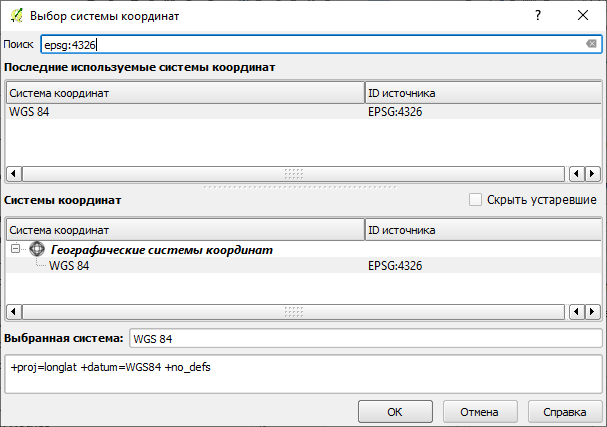 Выбор системы координат
?
Поиск epsg:4326
Последние используемые системы координат
Система координат ID источника
WGS 84 EPSG:4326
Системы координат Скрыть устаревшие
Система координат ID источника
Географические системы координат
WGS 84 EPSG:4326
Выбранная система: WGS 84
+proj=longlat +datum=WGS84 +no_defs
OK Отмена Справка